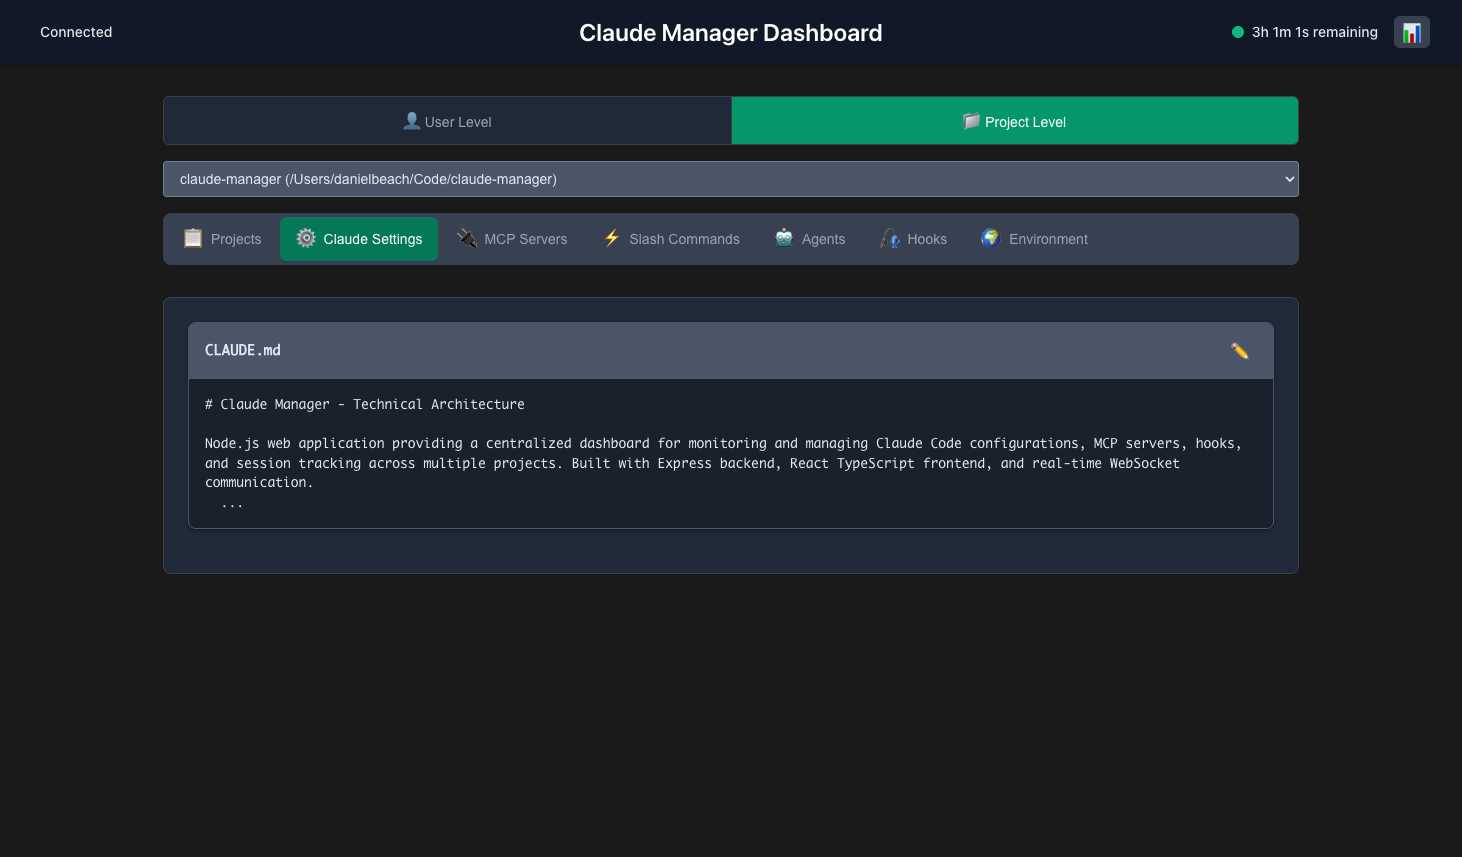 Connected
Claude Manager Dashboard
3h 1m 1s remaining
User Level
Project Level
claude-manager (/Users/danielbeach/Code/claude-manager)
Projects
Claude Settings
MCP Servers
Slash Commands
Agents
Hooks
Environment
CLAUDE.md
# Claude Manager - Technical Architecture
Node.js web application providing a centralized dashboard for monitoring and managing Claude Code configurations, MCP servers, hooks,
and session tracking across multiple projects. Built with Express backend, React TypeScript frontend, and real-time WebSocket
communication.
...